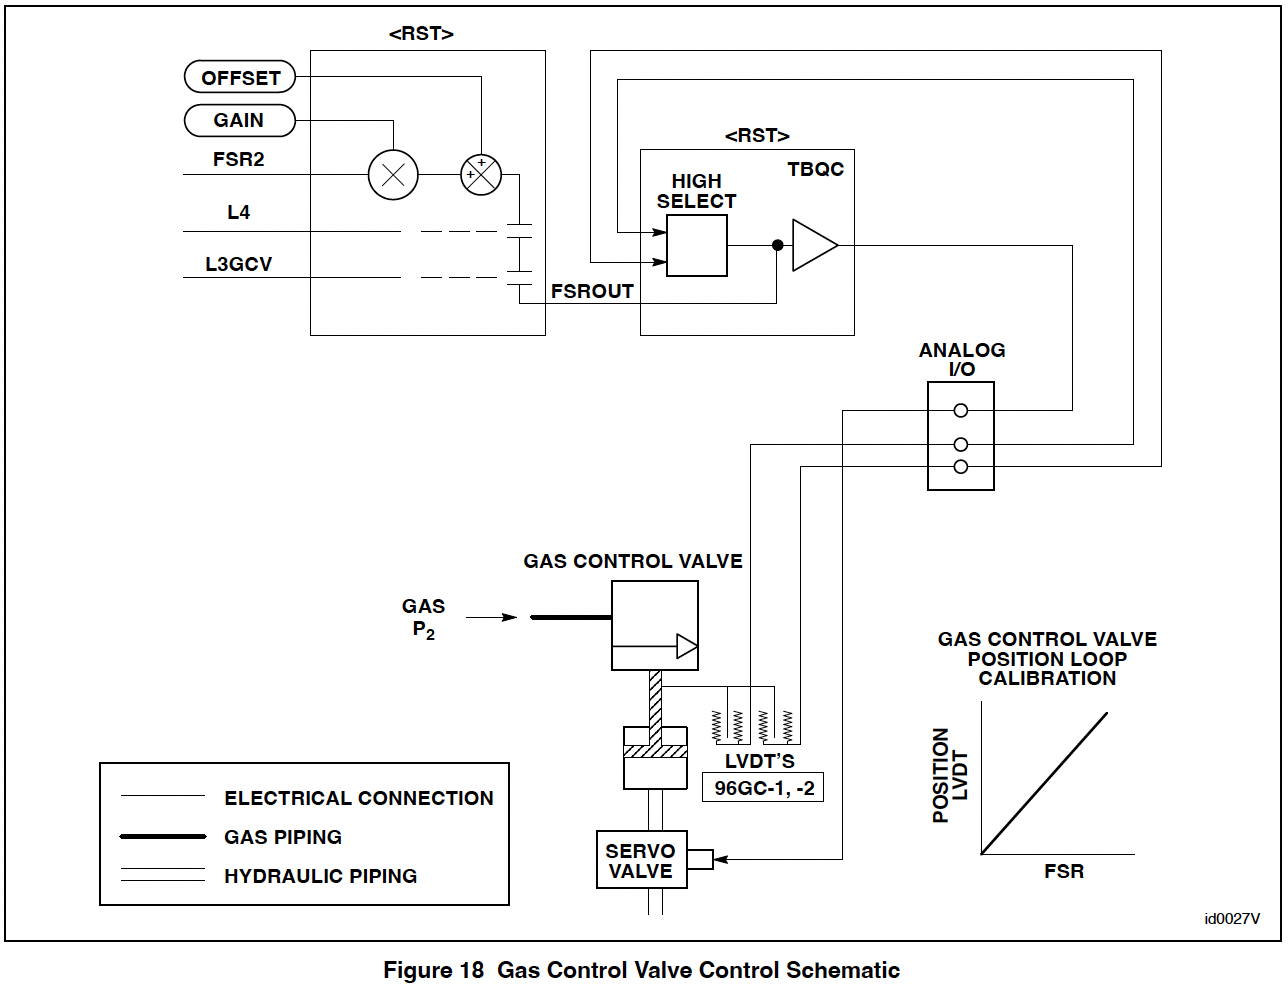 <RST>
OFFSET
GAIN
FSR2
L4
L3GCV
FSROUT
<RST>
TBQC
HIGH
SELECT
ANALOG
I/O
GAS CONTROL VALVE
GAS
P2
LVDT'S
96GC-1, -2
SERVO
VALVE
GAS CONTROL VALVE
POSITION LOOP
CALIBRATION
POSITION
LVDT
FSR
ELECTRICAL CONNECTION
GAS PIPING
HYDRAULIC PIPING
id0027V
Figure 18 Gas Control Valve Control Schematic